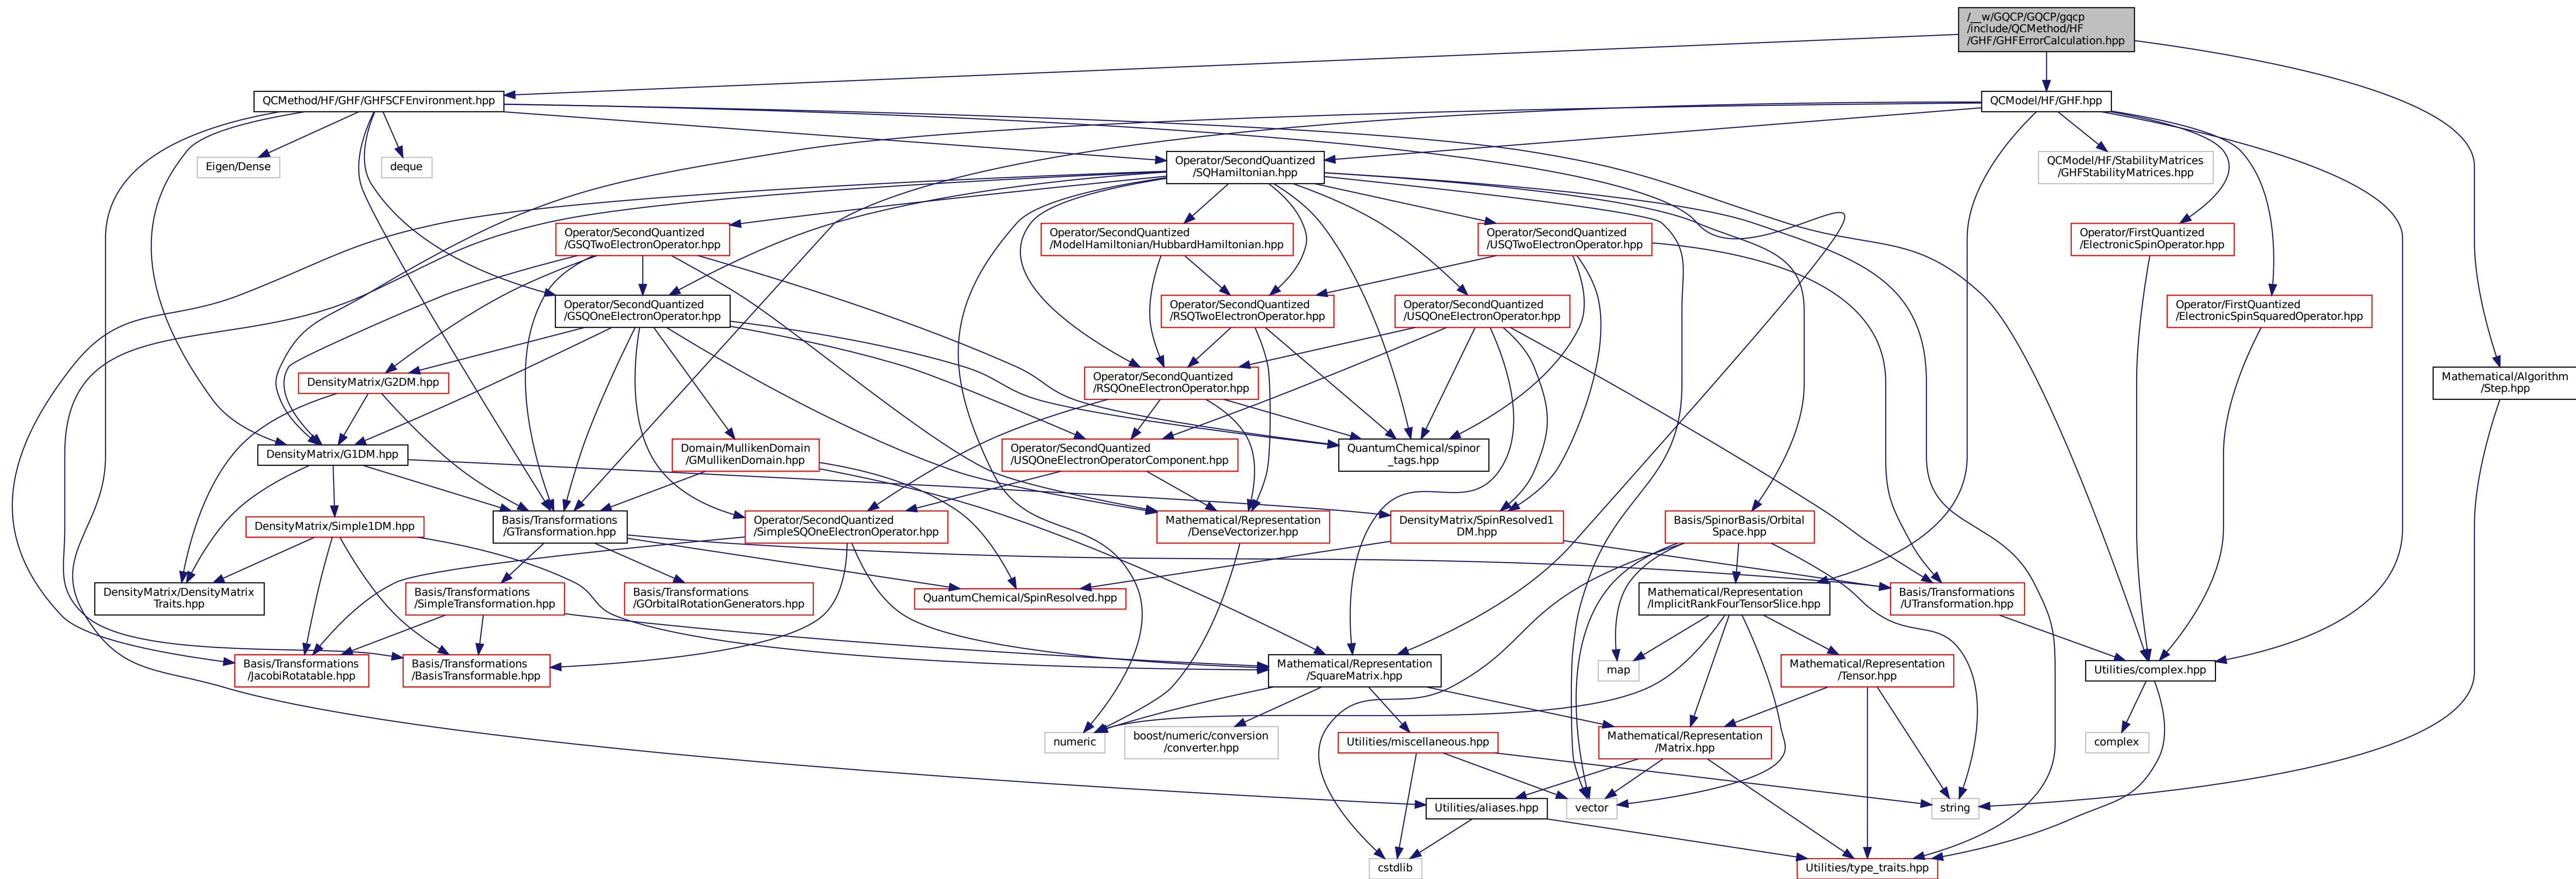 /__w/GQCP/GQCP/gqcp
/include/QCMethod/HF
/GHF/GHFErrorCalculation.hpp
QCMethod/HF/GHF/GHFSCFEnvironment.hpp
QCModel/HF/GHF.hpp
Eigen/Dense
deque
Operator/SecondQuantized
/SQHamiltonian.hpp
QCModel/HF/StabilityMatrices
/GHFStabilityMatrices.hpp
Operator/SecondQuantized
/GSQTwoElectronOperator.hpp
Operator/SecondQuantized
/ModelHamiltonian/HubbardHamiltonian.hpp
Operator/SecondQuantized
/USQTwoElectronOperator.hpp
Operator/FirstQuantized
/ElectronicSpinOperator.hpp
Operator/SecondQuantized
/GSQOneElectronOperator.hpp
Operator/SecondQuantized
/RSQTwoElectronOperator.hpp
Operator/SecondQuantized
/USQOneElectronOperator.hpp
Operator/FirstQuantized
/ElectronicSpinSquaredOperator.hpp
DensityMatrix/G2DM.hpp
Operator/SecondQuantized
/RSQOneElectronOperator.hpp
Mathematical/Algorithm
/Step.hpp
DensityMatrix/G1DM.hpp
Domain/MullikenDomain
/GMullikenDomain.hpp
Operator/SecondQuantized
/USQOneElectronOperatorComponent.hpp
QuantumChemical/spinor
_tags.hpp
DensityMatrix/Simple1DM.hpp
Basis/Transformations
/GTransformation.hpp
Operator/SecondQuantized
/SimpleSQOneElectronOperator.hpp
Mathematical/Representation
/DenseVectorizer.hpp
DensityMatrix/SpinResolved1
DM.hpp
Basis/SpinorBasis/Orbital
Space.hpp
DensityMatrix/DensityMatrix
Traits.hpp
Basis/Transformations
/SimpleTransformation.hpp
Basis/Transformations
/GOrbitalRotationGenerators.hpp
QuantumChemical/SpinResolved.hpp
Mathematical/Representation
/ImplicitRankFourTensorSlice.hpp
Basis/Transformations
/UTransformation.hpp
Basis/Transformations
/JacobiRotatable.hpp
Basis/Transformations
/BasisTransformable.hpp
Mathematical/Representation
/SquareMatrix.hpp
map
Mathematical/Representation
/Tensor.hpp
Utilities/complex.hpp
numeric
boost/numeric/conversion
/converter.hpp
Utilities/miscellaneous.hpp
Mathematical/Representation
/Matrix.hpp
complex
Utilities/aliases.hpp
vector
string
cstdlib
Utilities/type_traits.hpp